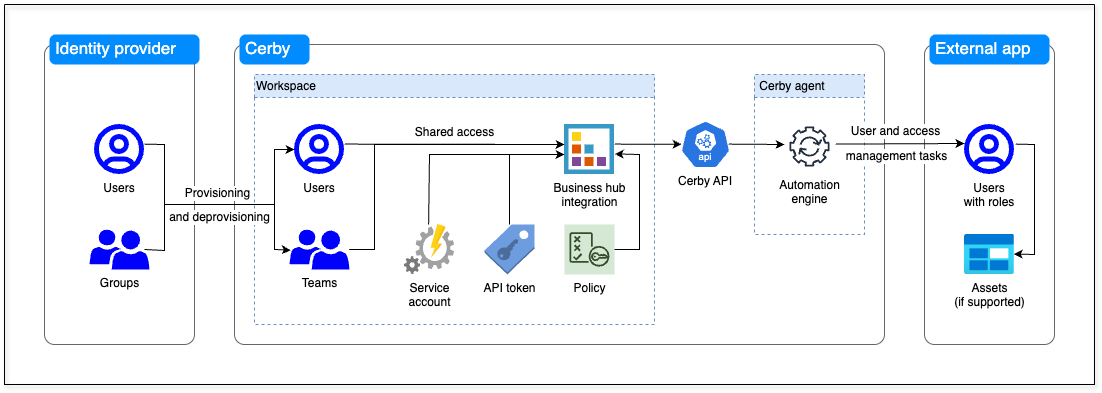 Identity provider
Cerby
External app
Workspace
Cerby agent
Shared access
User and access
management tasks
api
Users
Users
Business hub
integration
Cerby API
Automation
engine
Users
with roles
Provisioning
and deprovisioning
Groups
Teams
Service
account
API token
Policy
Assets
(if supported)